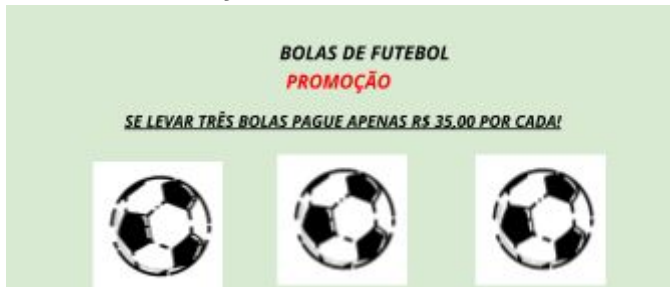 BOLAS DE FUTEBOL
PROMOÇÃO
SE LEVAR TRÊS BOLAS PAGUE APENAS R$ 35,00 POR CADA!